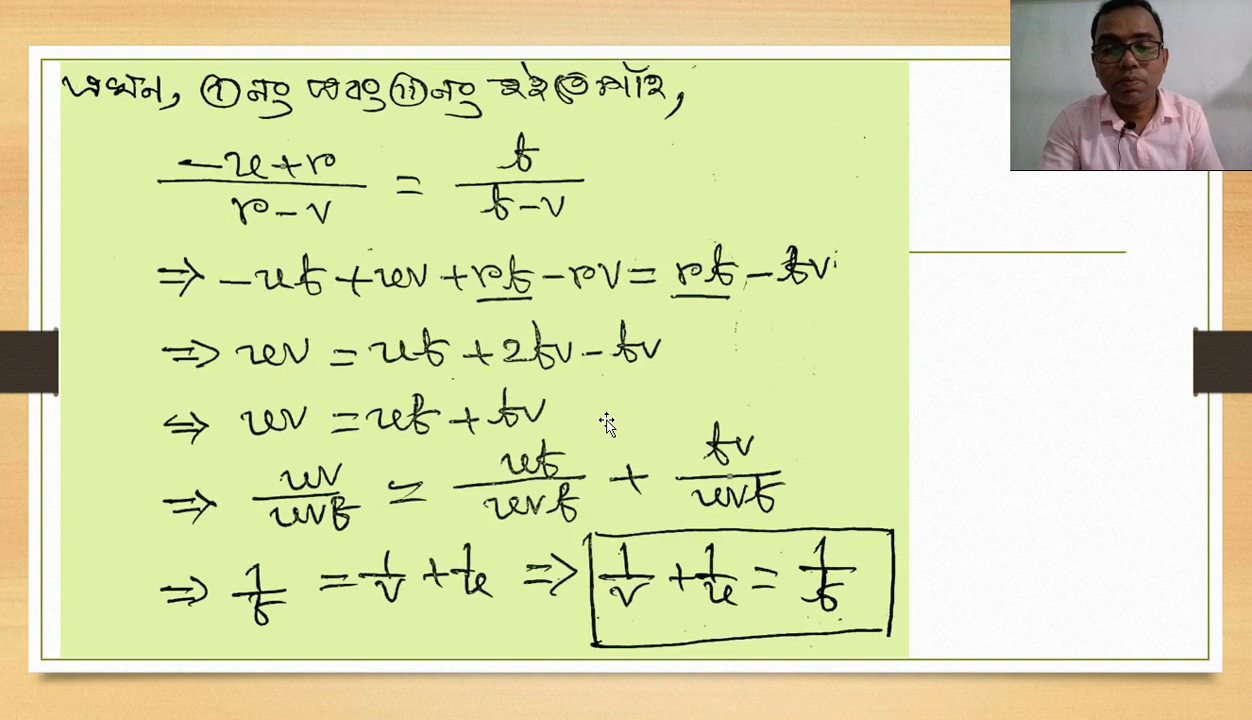 এখন, (i) নং এবং (ii) নং হইতে পাই,
(-u+r)/(r-v) = f/(f-v)
⇒ -uf + uv + rf - rv = rf - fv
⇒ uv = uf + 2fv - fv
⇒ uv = uf + fv
⇒ uv/uvf = uf/uvf + fv/uvf
⇒ 1/f = 1/v + 1/u ⇒ 1/v + 1/u = 1/f